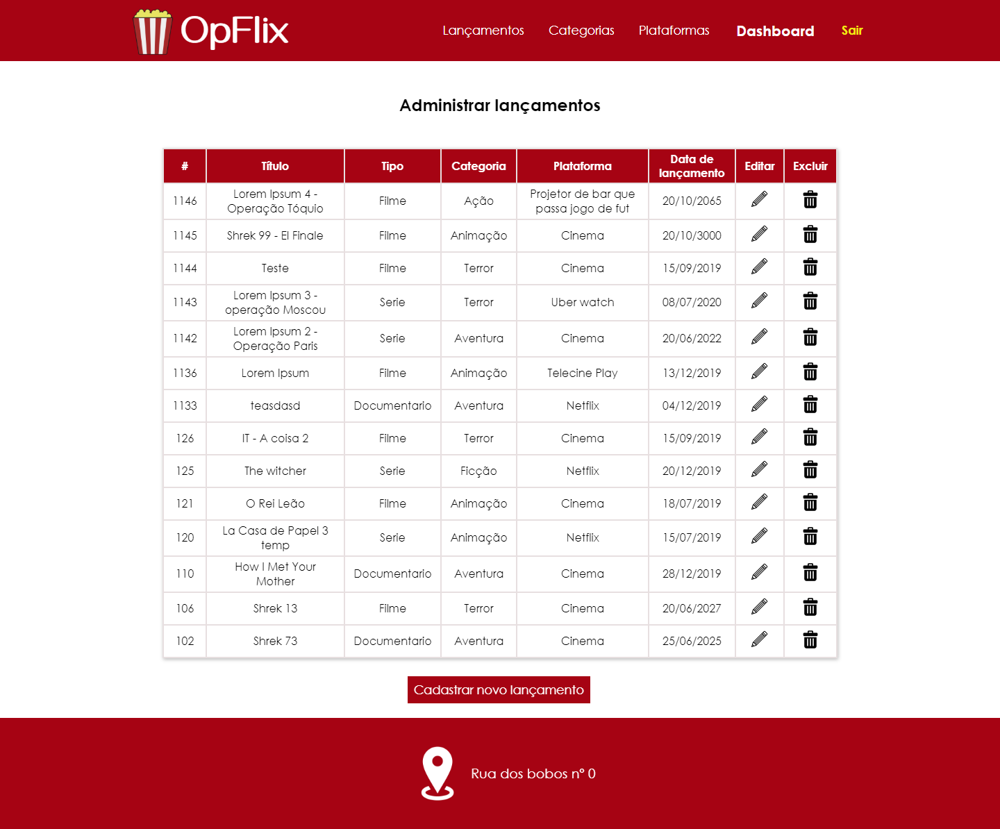 OpFlix
Lançamentos Categorias Plataformas Dashboard Sair
Administrar lançamentos
# Título Tipo Categoria Plataforma Data de lançamento Editar Excluir
1146 Lorem Ipsum 4 - Operação Tóquio Filme Ação Projetor de bar que passa jogo de fut 20/10/2065
1145 Shrek 99 - El Finale Filme Animação Cinema 20/10/3000
1144 Teste Filme Terror Cinema 15/09/2019
1143 Lorem Ipsum 3 - operação Moscou Serie Terror Uber watch 08/07/2020
1142 Lorem Ipsum 2 - Operação Paris Serie Aventura Cinema 20/06/2022
1136 Lorem Ipsum Filme Animação Telecine Play 13/12/2019
1133 teasdasd Documentario Aventura Netflix 04/12/2019
126 IT - A coisa 2 Filme Terror Cinema 15/09/2019
125 The witcher Serie Ficção Netflix 20/12/2019
121 O Rei Leão Filme Animação Cinema 18/07/2019
120 La Casa de Papel 3 temp Serie Animação Netflix 15/07/2019
110 How I Met Your Mother Documentario Aventura Cinema 28/12/2019
106 Shrek 13 Filme Terror Cinema 20/06/2027
102 Shrek 73 Documentario Aventura Cinema 25/06/2025
Cadastrar novo lançamento
Rua dos bobos nº 0